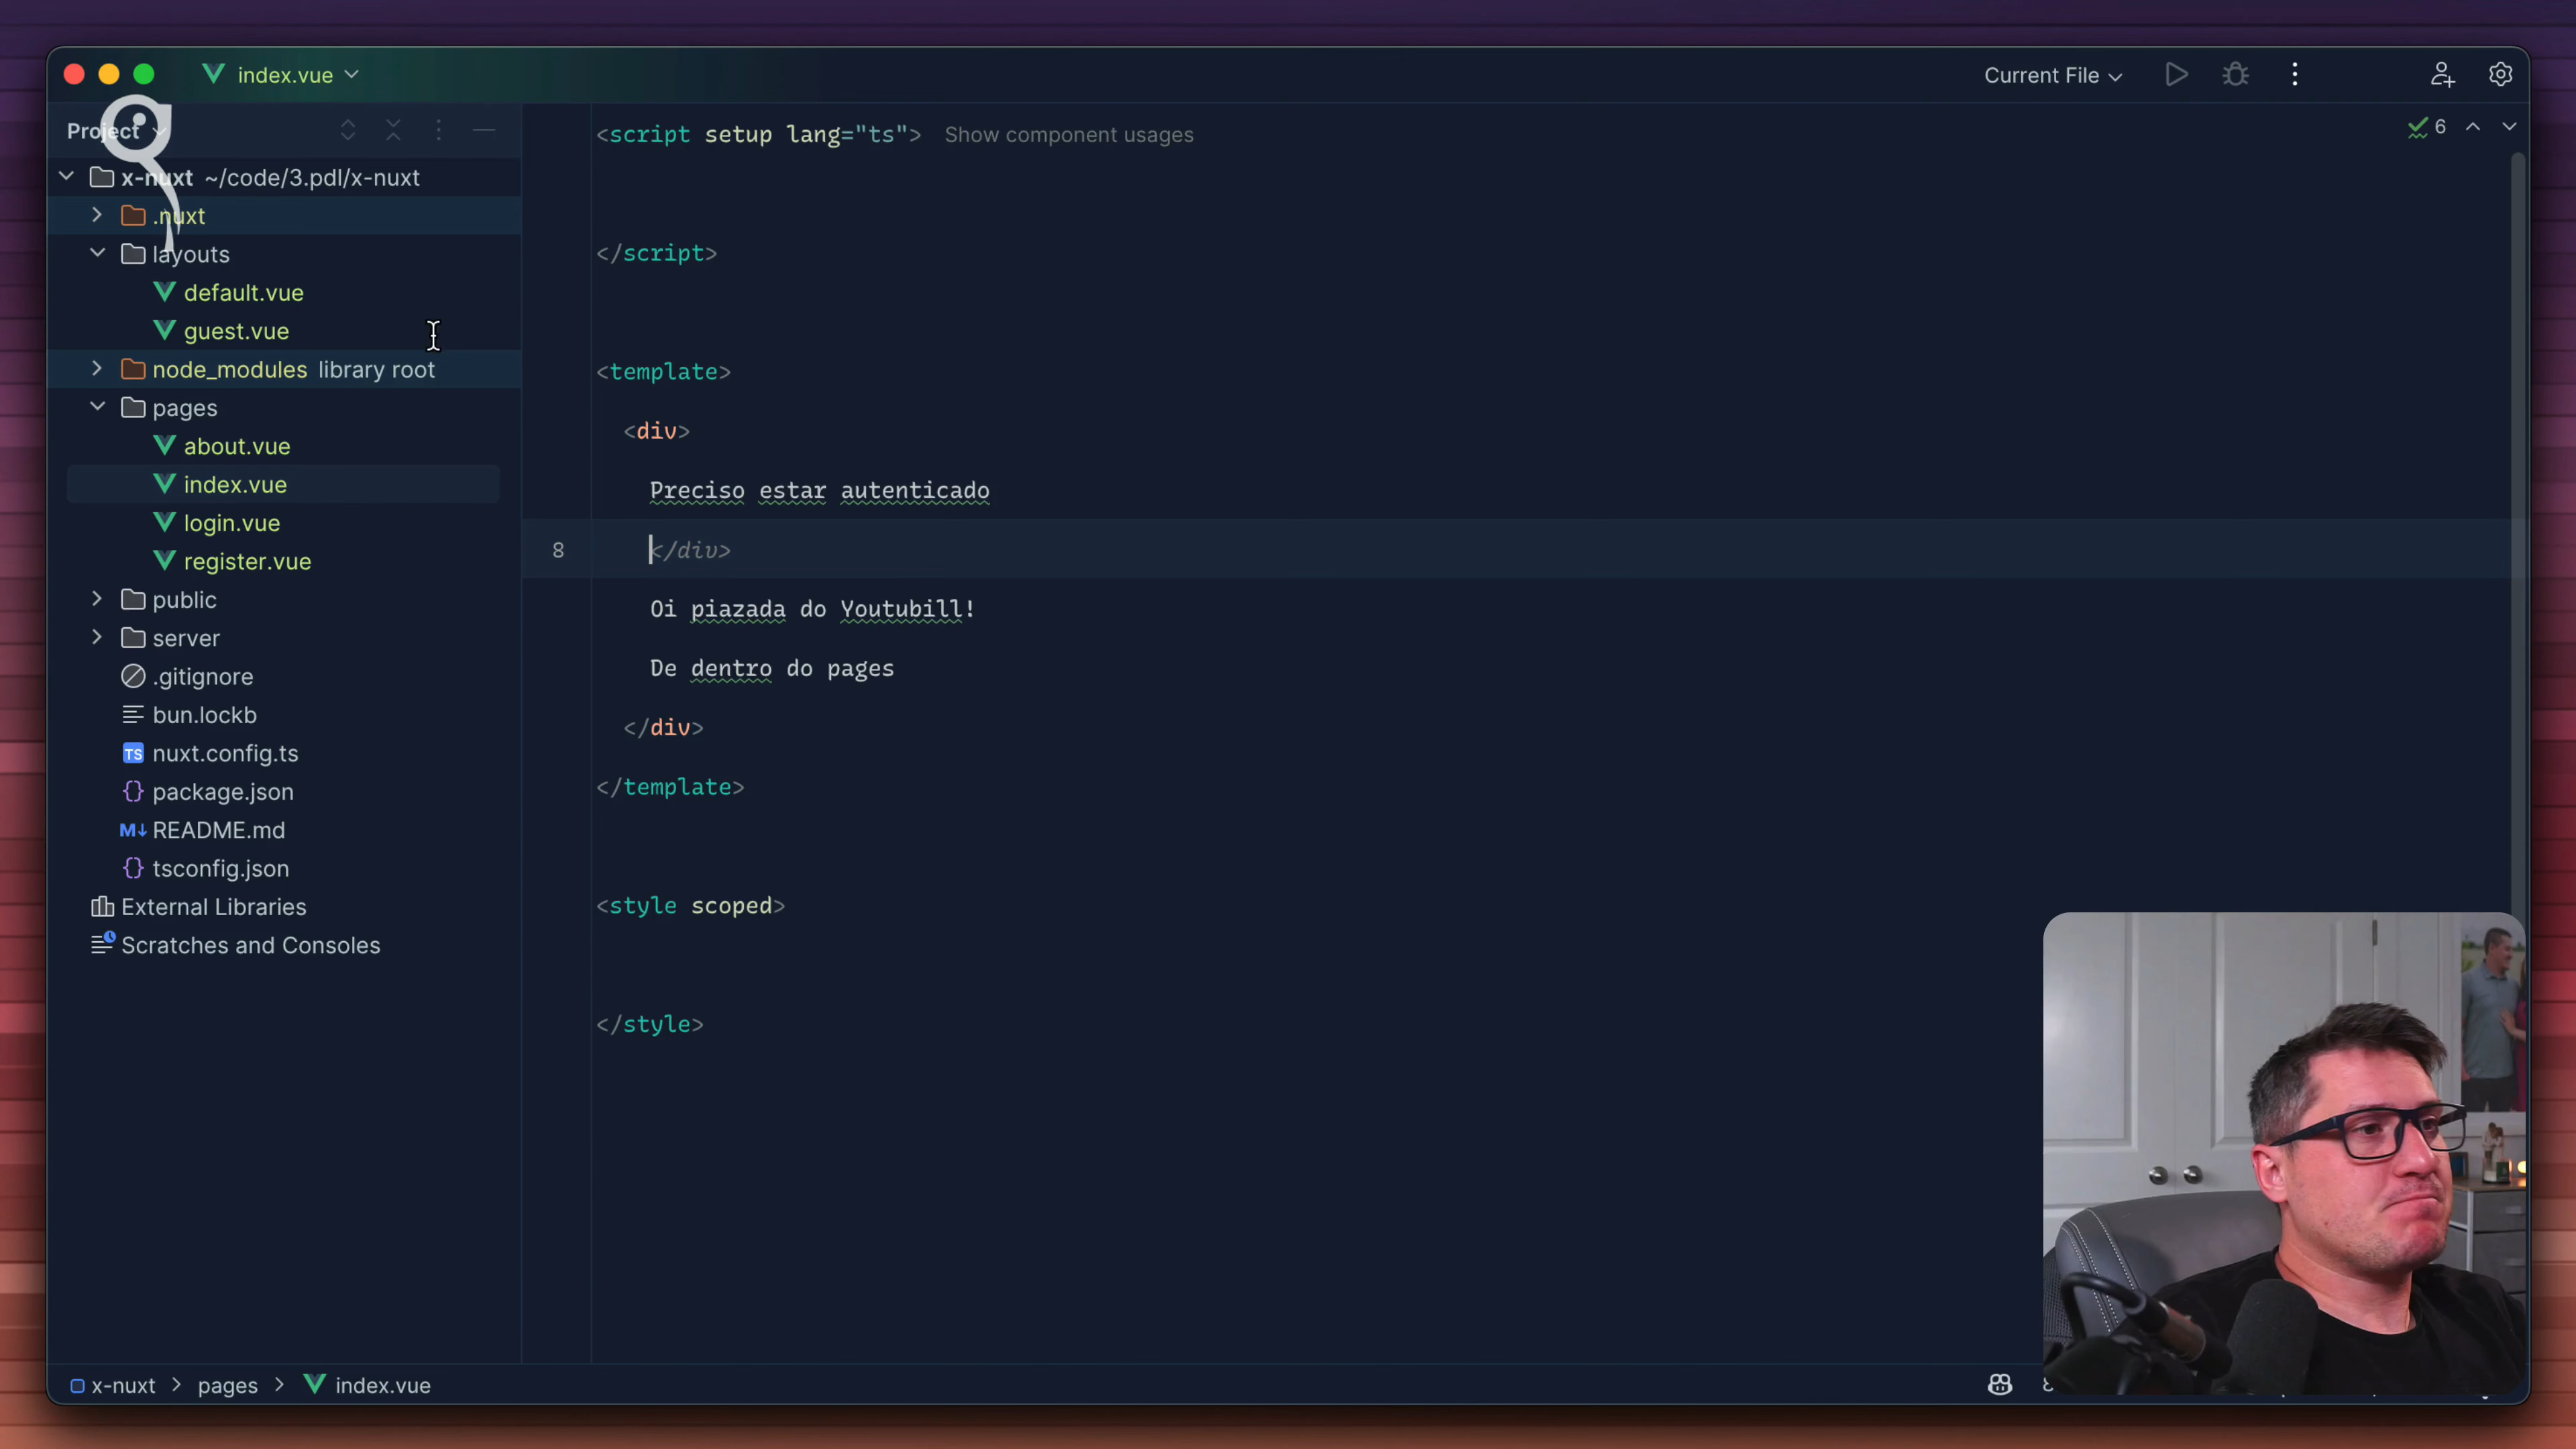 index.vue
Current File
Project
<script setup lang="ts"> Show component usages
6
x-nuxt ~/code/3.pdl/x-nuxt
.nuxt
</script>
layouts
default.vue
guest.vue
node_modules library root
<template>
pages
<div>
about.vue
index.vue
Preciso estar autenticado
login.vue
8 </div>
register.vue
public
Oi piazada do Youtubill!
server
De dentro do pages
.gitignore
bun.lockb
</div>
nuxt.config.ts
package.json
</template>
README.md
tsconfig.json
External Libraries
<style scoped>
Scratches and Consoles
</style>
x-nuxt > pages > index.vue